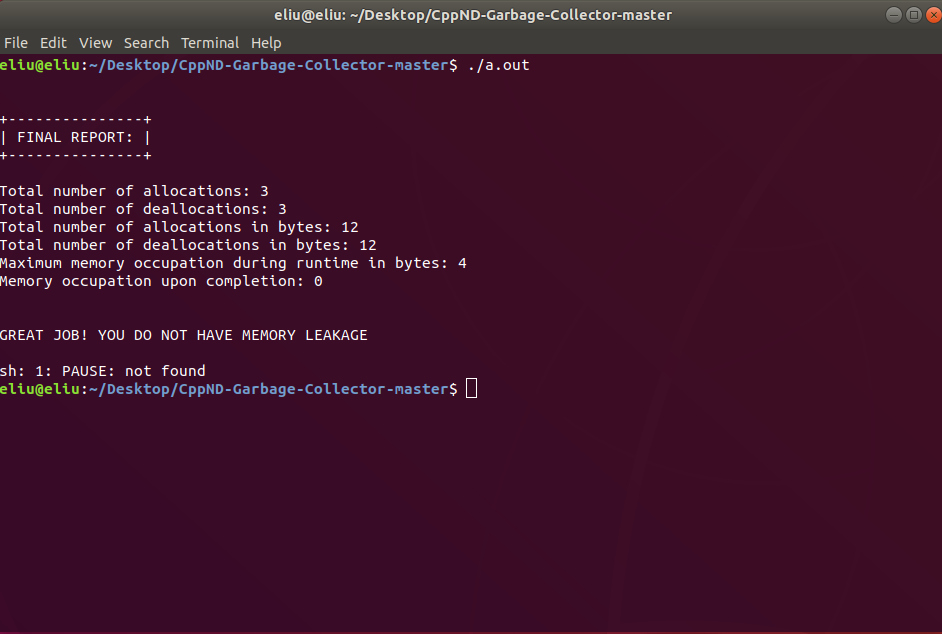 eliu@eliu: ~/Desktop/CppND-Garbage-Collector-master
File Edit View Search Terminal Help
eliu@eliu:~/Desktop/CppND-Garbage-Collector-master$ ./a.out
+---------------+
| FINAL REPORT: |
+---------------+
Total number of allocations: 3
Total number of deallocations: 3
Total number of allocations in bytes: 12
Total number of deallocations in bytes: 12
Maximum memory occupation during runtime in bytes: 4
Memory occupation upon completion: 0
GREAT JOB! YOU DO NOT HAVE MEMORY LEAKAGE
sh: 1: PAUSE: not found
eliu@eliu:~/Desktop/CppND-Garbage-Collector-master$